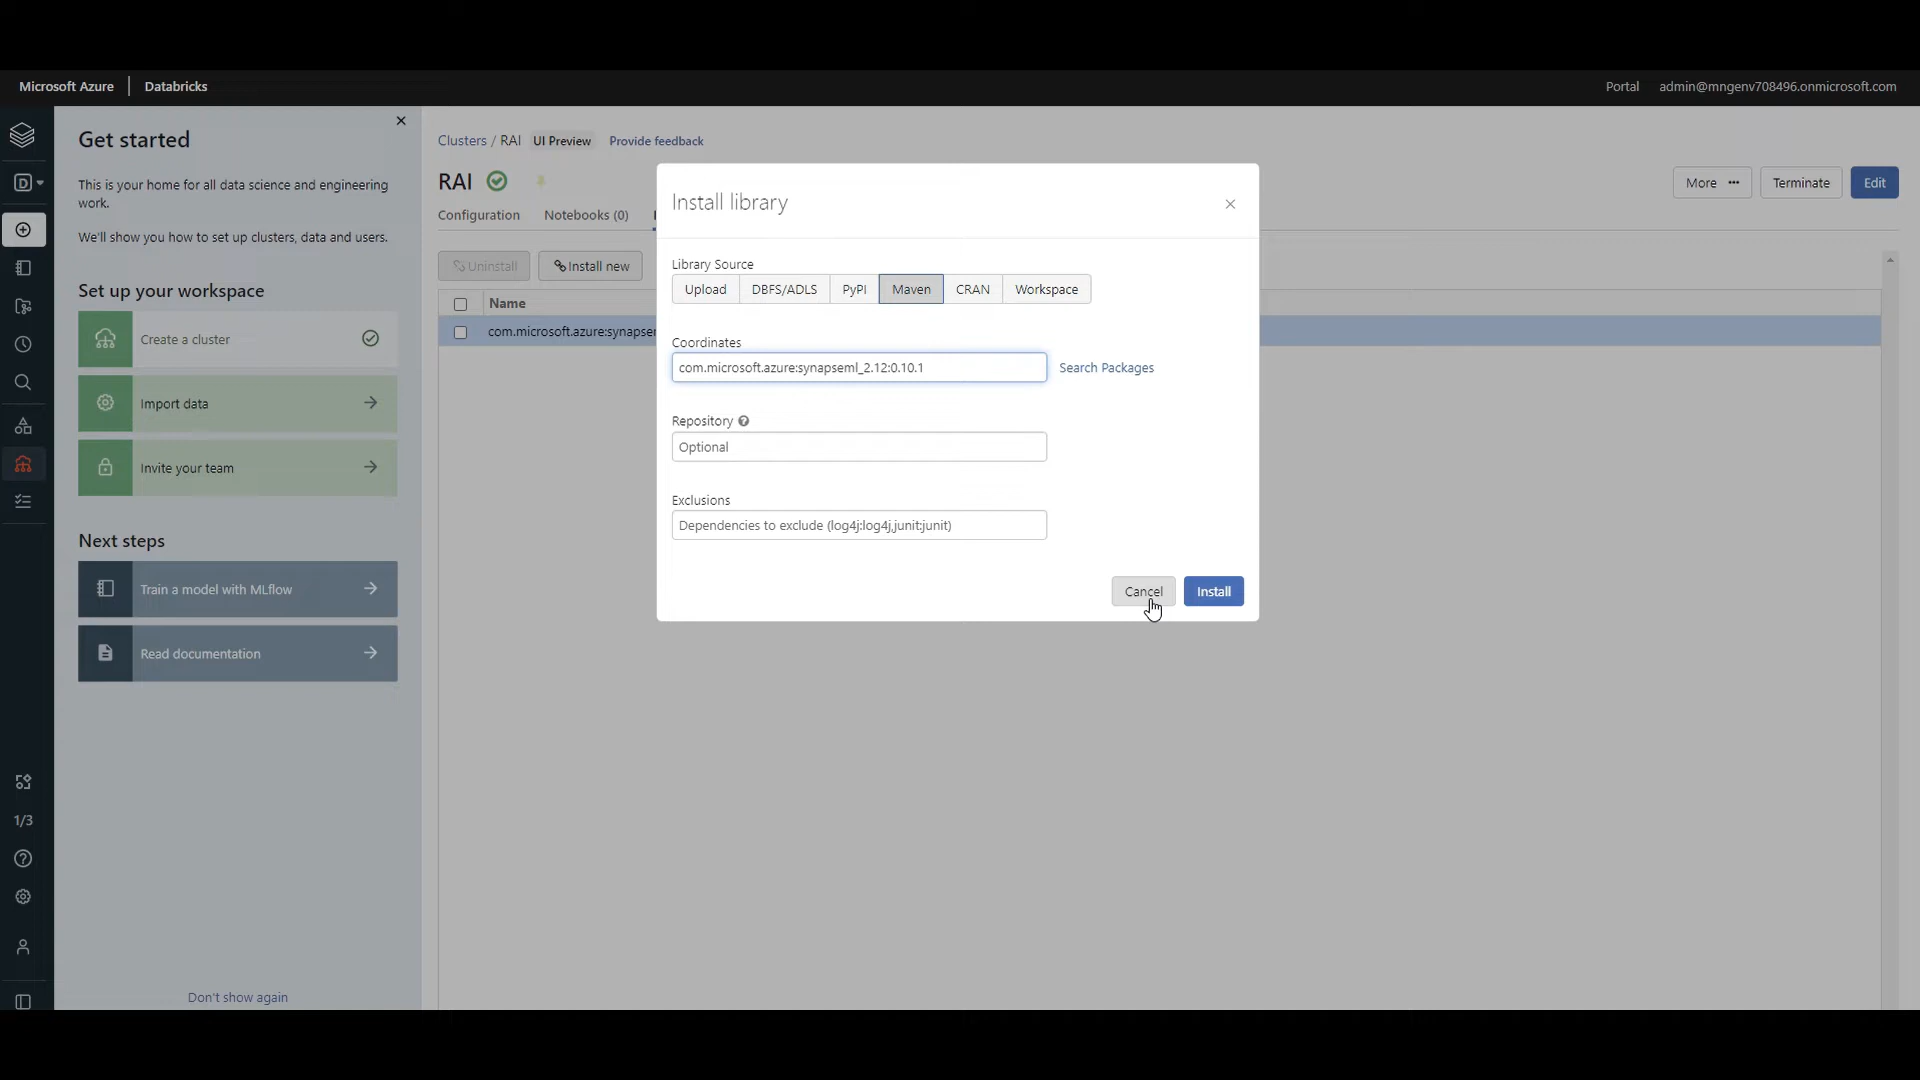 Microsoft Azure
Databricks
Portal
admin@mngenv708496.onmicrosoft.com
Get started
This is your home for all data science and engineering
work.
We'll show you how to set up clusters, data and users.
Set up your workspace
Create a cluster
Import data
Invite your team
Next steps
Train a model with MLflow
Read documentation
Don't show again
D
1/3
Clusters / RAI UI Preview Provide feedback
RAI
More
Terminate
Edit
Configuration
Notebooks (0)
Uninstall
Install new
Name
com.microsoft.azure:synapsen
Install library
Library Source
Upload
DBFS/ADLS
PyPI
Maven
CRAN
Workspace
Coordinates
com.microsoft.azure:synapseml_2.12:0.10.1
Search Packages
Repository
Optional
Exclusions
Dependencies to exclude (log4j:log4j,junit:junit)
Cancel
Install